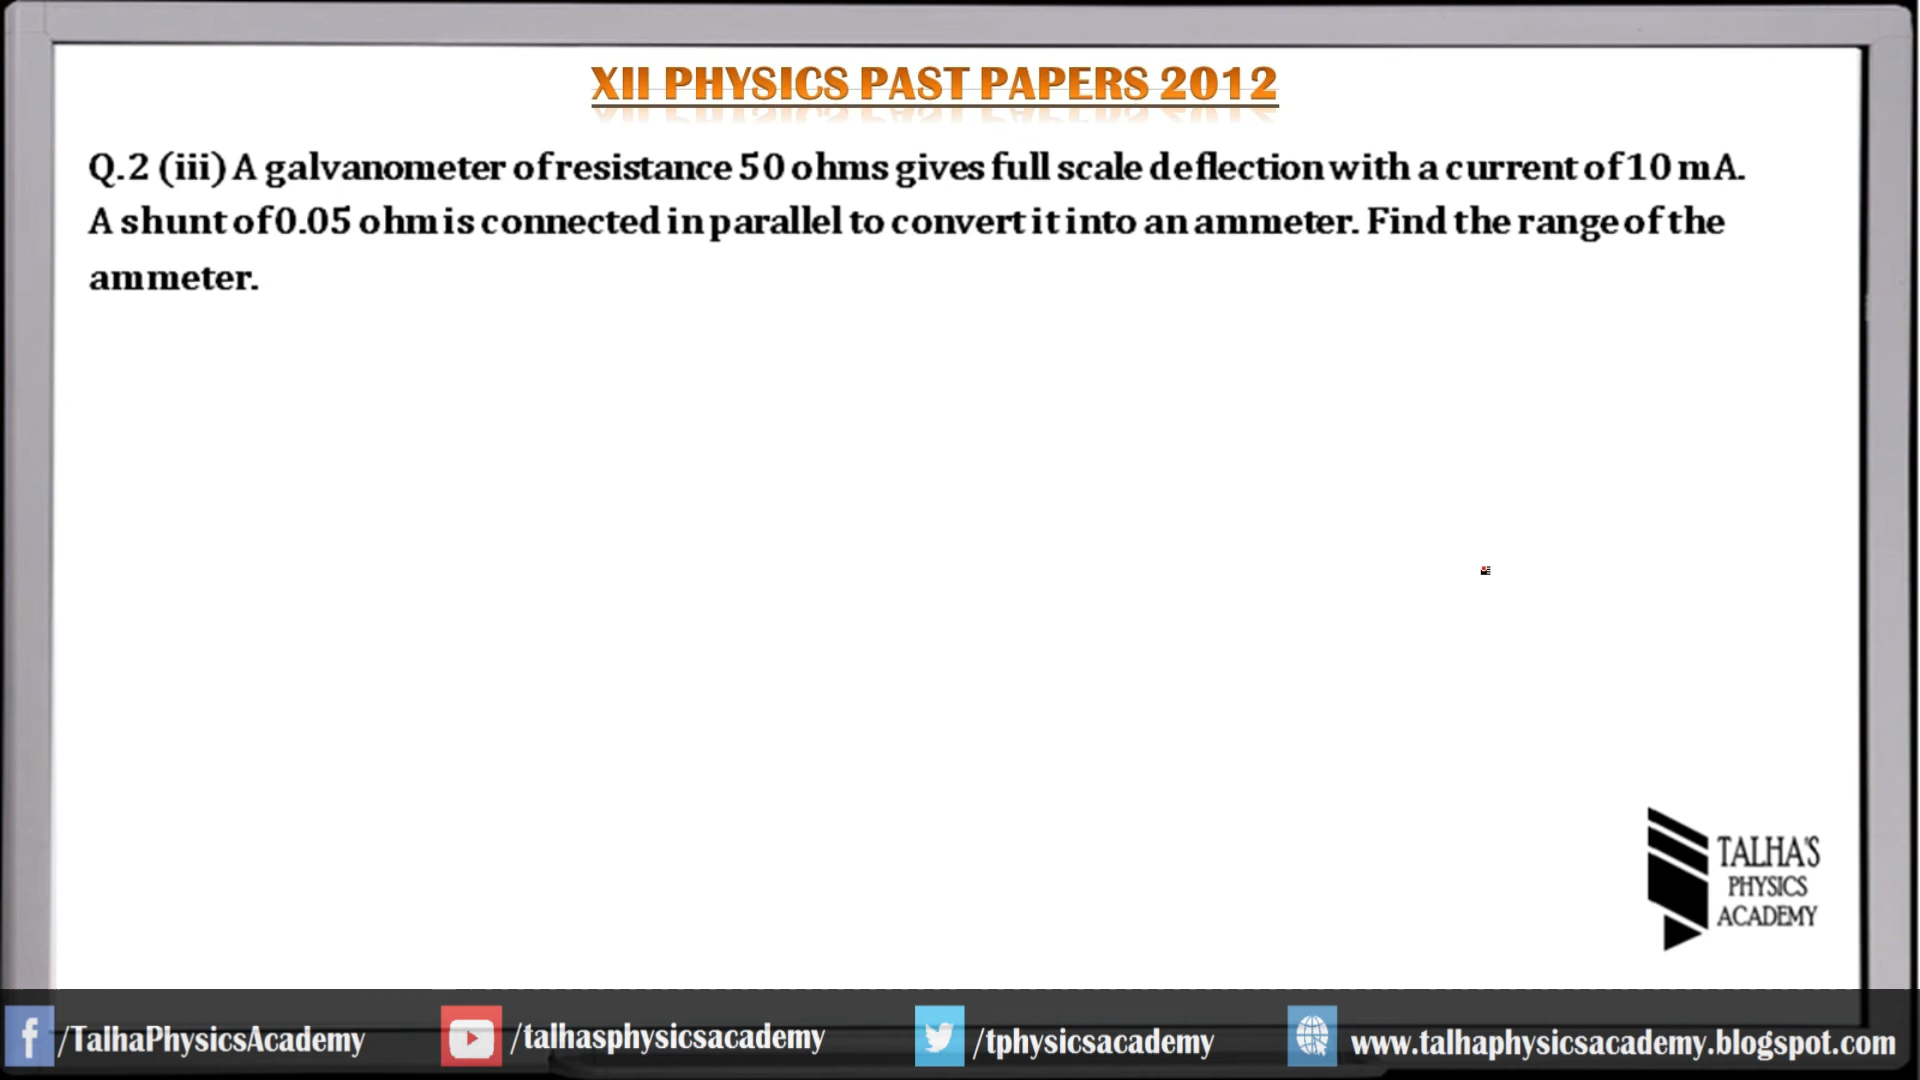 XII PHYSICS PAST PAPERS 2012
Q.2 (iii) A galvanometer of resistance 50 ohms gives full scale deflection with a current of 10 mA.
A shunt of 0.05 ohm is connected in parallel to convert it into an ammeter. Find the range of the
ammeter.
TALHA'S
PHYSICS
ACADEMY
/TalhaPhysicsAcademy
/talhasphysicsacademy
/tphysicsacademy
www.talhaphysicsacademy.blogspot.com